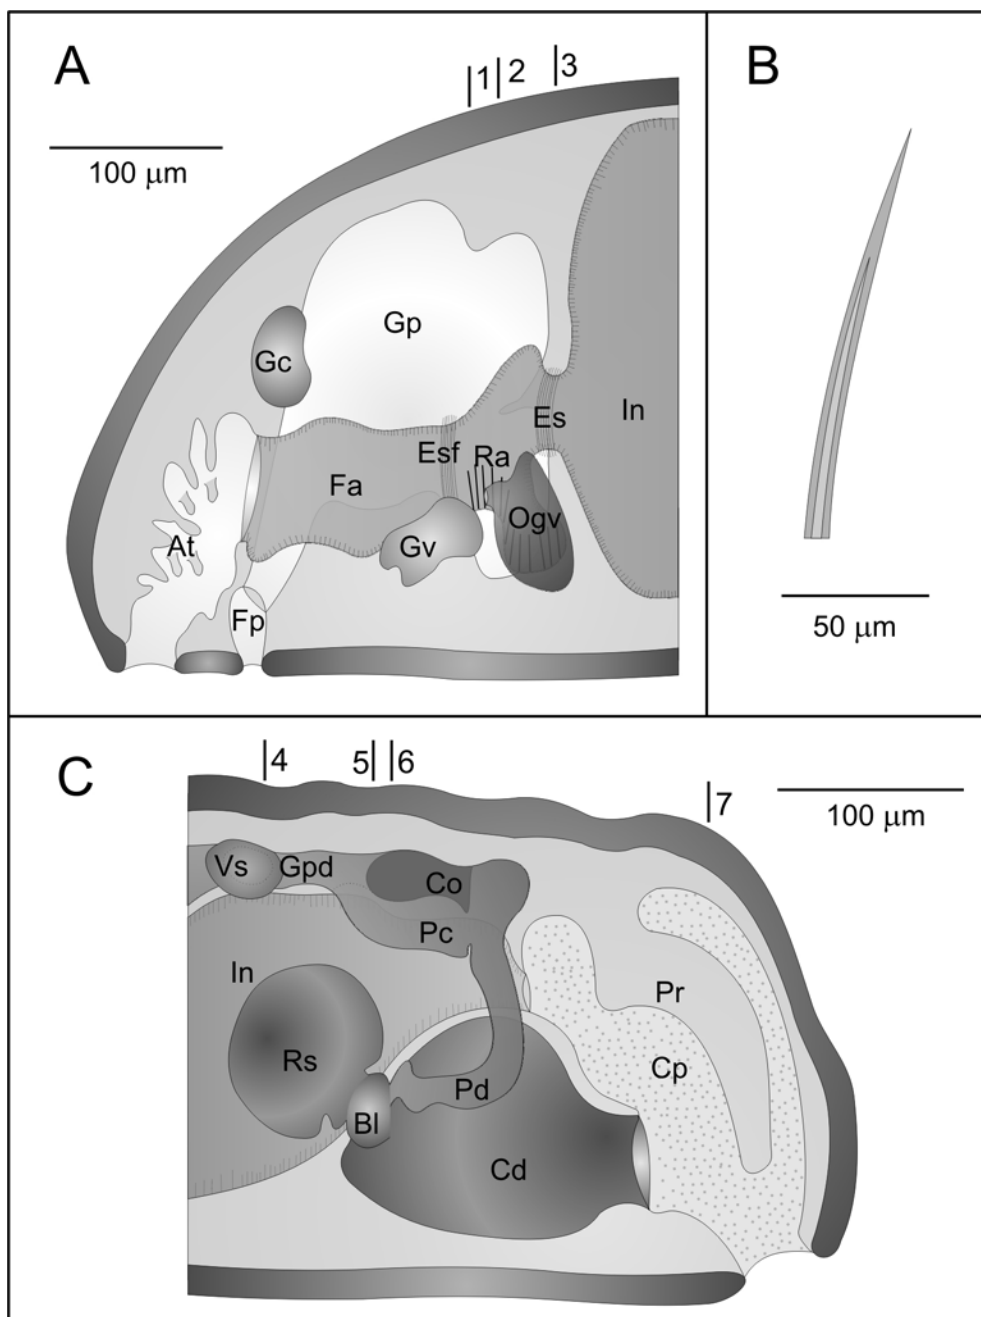 A
1
2
3
100 μm
Gp
Gc
Es
In
Esf
Ra
Fa
Ogv
At
Gv
Fp
B
50 μm
C
4
5
6
7
100 μm
Vs
Gpd
Co
Pc
In
Pr
Rs
Cp
Pd
Bl
Cd